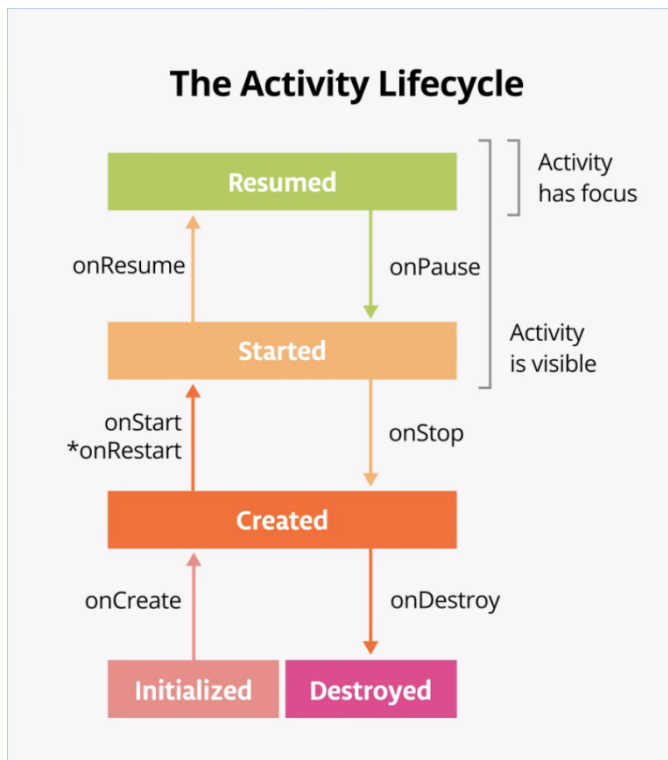 The Activity Lifecycle
Resumed
Activity
has focus
onResume
onPause
Started
Activity
is visible
onStart
*onRestart
onStop
Created
onCreate
onDestroy
Initialized
Destroyed